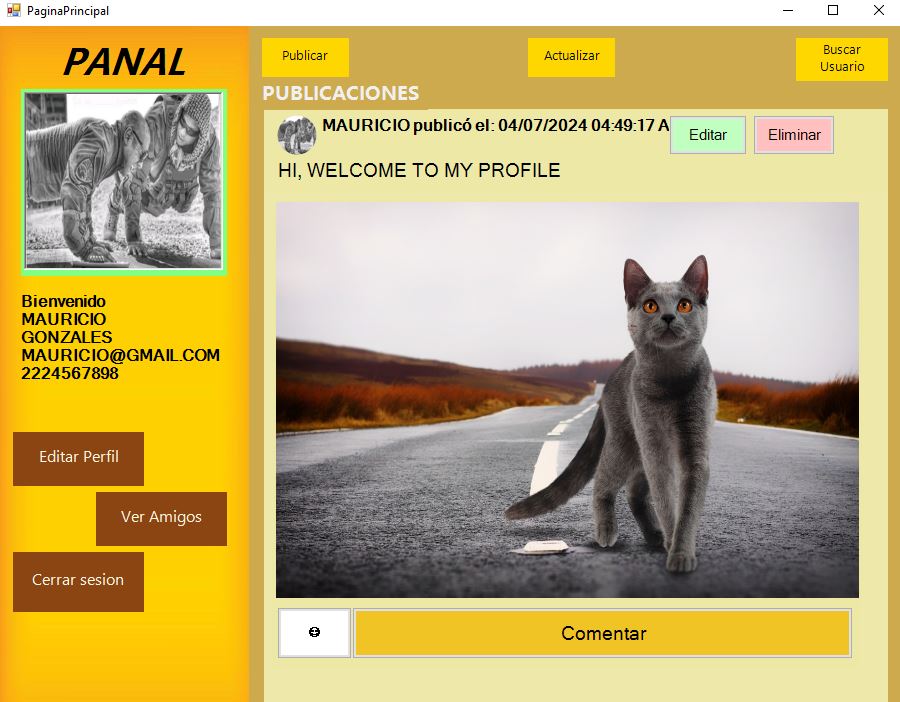 PaginaPrincipal
PANAL
Bienvenido
MAURICIO
GONZALES
MAURICIO@GMAIL.COM
2224567898
Editar Perfil
Ver Amigos
Cerrar sesion
Publicar
Actualizar
Buscar
Usuario
PUBLICACIONES
MAURICIO publicó el: 04/07/2024 04:49:17 A
Editar
Eliminar
HI, WELCOME TO MY PROFILE
Comentar